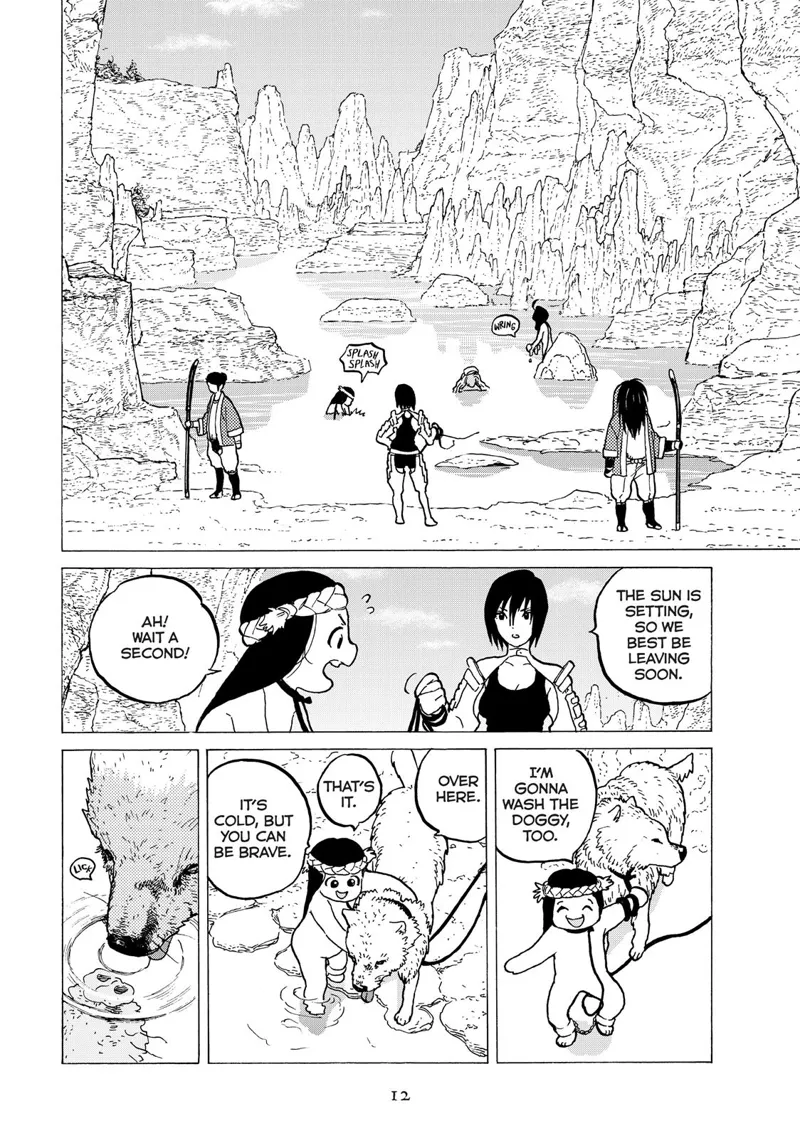 WRING
SPLASH
SPLASH
THE SUN IS
SETTING,
SO WE
BEST BE
LEAVING
SOON.
AH!
WAIT A
SECOND!
I'M
GONNA
WASH THE
DOGGY,
TOO.
OVER
HERE.
THAT'S
IT.
IT'S
COLD, BUT
YOU CAN
BE BRAVE.
LICK
12